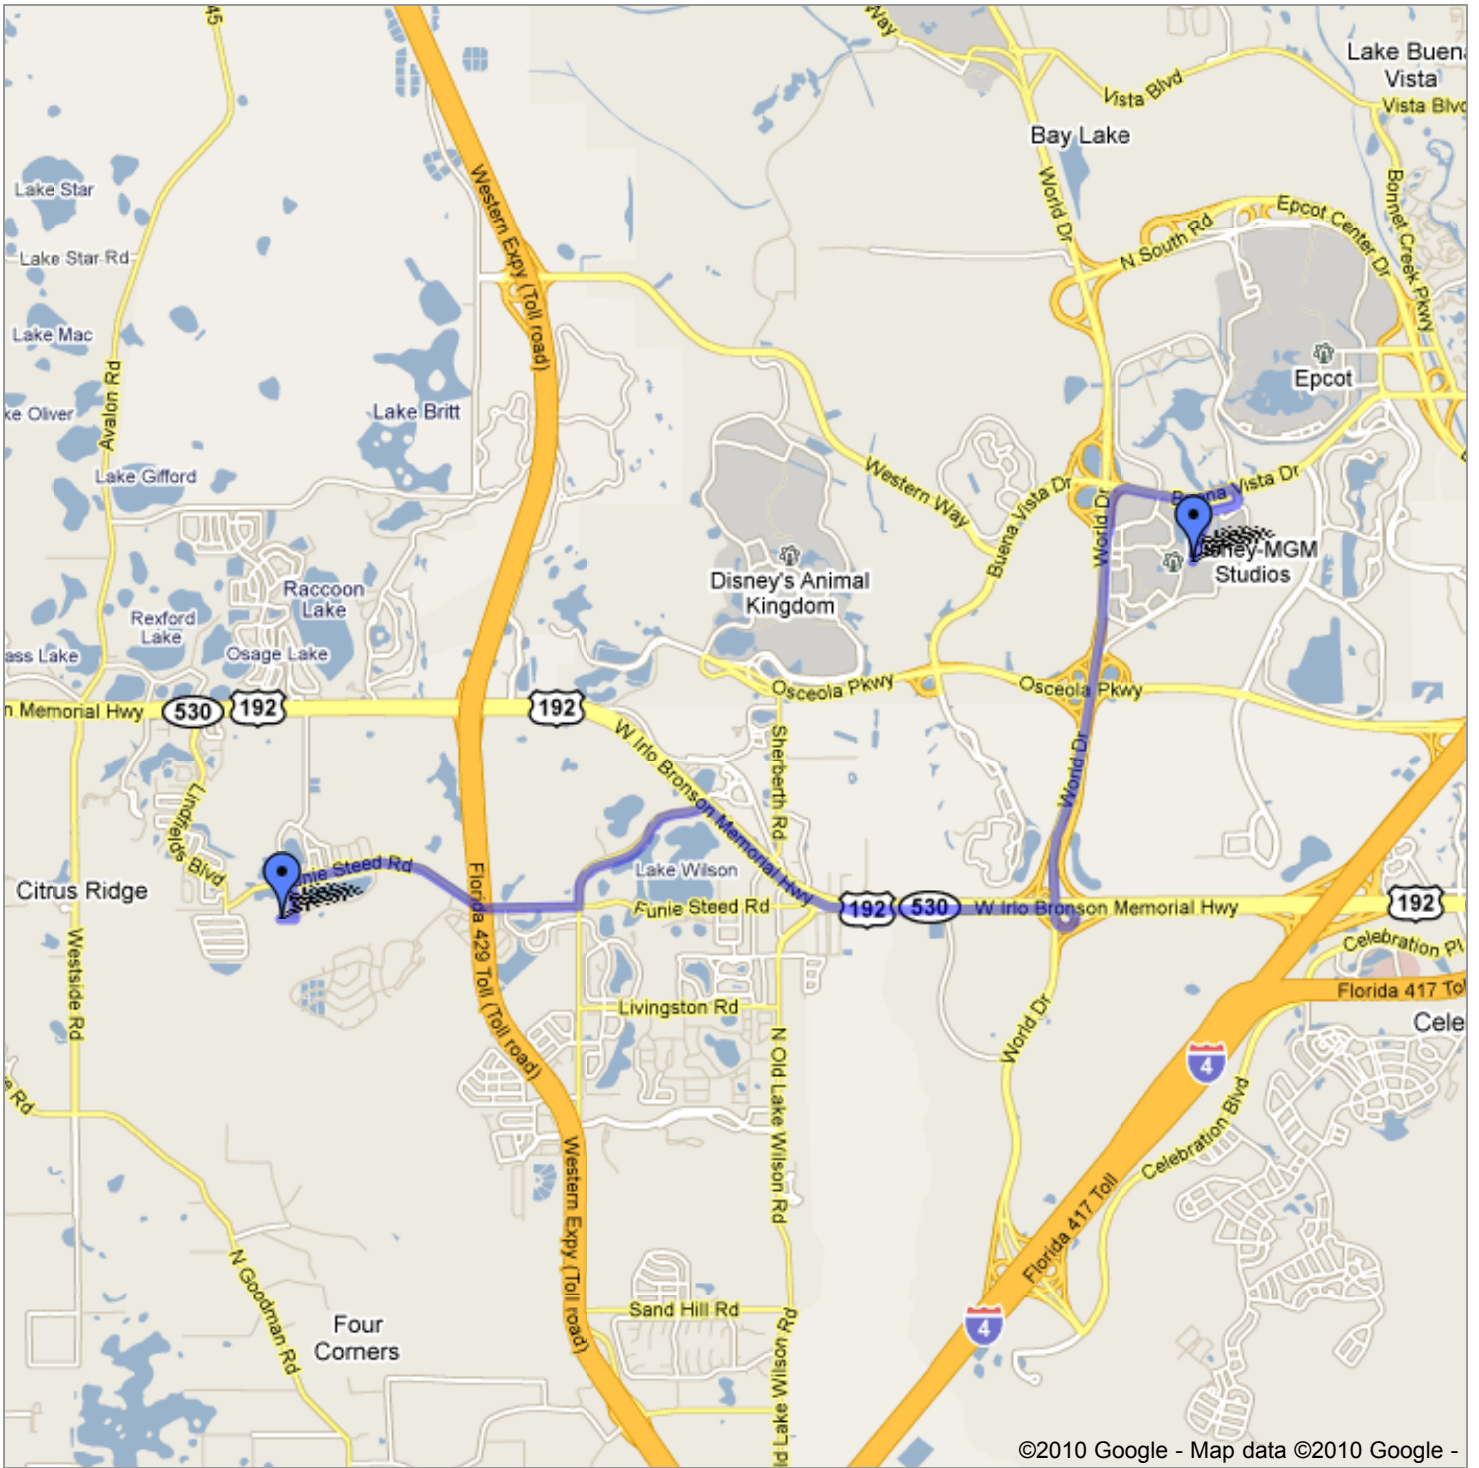 45
Way
Lake Buena
Vista
Vista Blvd
Vista Blvd
Bay Lake
Lake Star
World Dr
Bonnet Creek Pkwy
Western Expy (Toll road)
Epcot Center Dr
N South Rd
Lake Star Rd
Lake Mac
Epcot
Avalon Rd
ke Oliver
Lake Britt
Lake Gifford
Western Way
Buena Vista Dr
Buena Vista Dr
World Dr
Disney-MGM
Studios
Disney's Animal
Kingdom
Raccoon
Lake
Rexford
Lake
ass Lake
Osage Lake
Osceola Pkwy
Osceola Pkwy
n Memorial Hwy
530
192
192
W Irlo Bronson Memorial Hwy
Sherberth Rd
World Dr
Lindfields Blvd
nie Steed Rd
Lake Wilson
Citrus Ridge
Funie Steed Rd
192
530
W Irlo Bronson Memorial Hwy
192
Westside Rd
Florida 429 Toll (Toll road)
Celebration Pl
Florida 417 Tol
Livingston Rd
World Dr
Cele
N Old Lake Wilson Rd
4
e Rd
Celebration Blvd
Western Expy (Toll road)
Florida 417 Toll
N Goodman Rd
Sand Hill Rd
Four
Corners
4
ld Lake Wilson Rd
©2010 Google - Map data ©2010 Google -